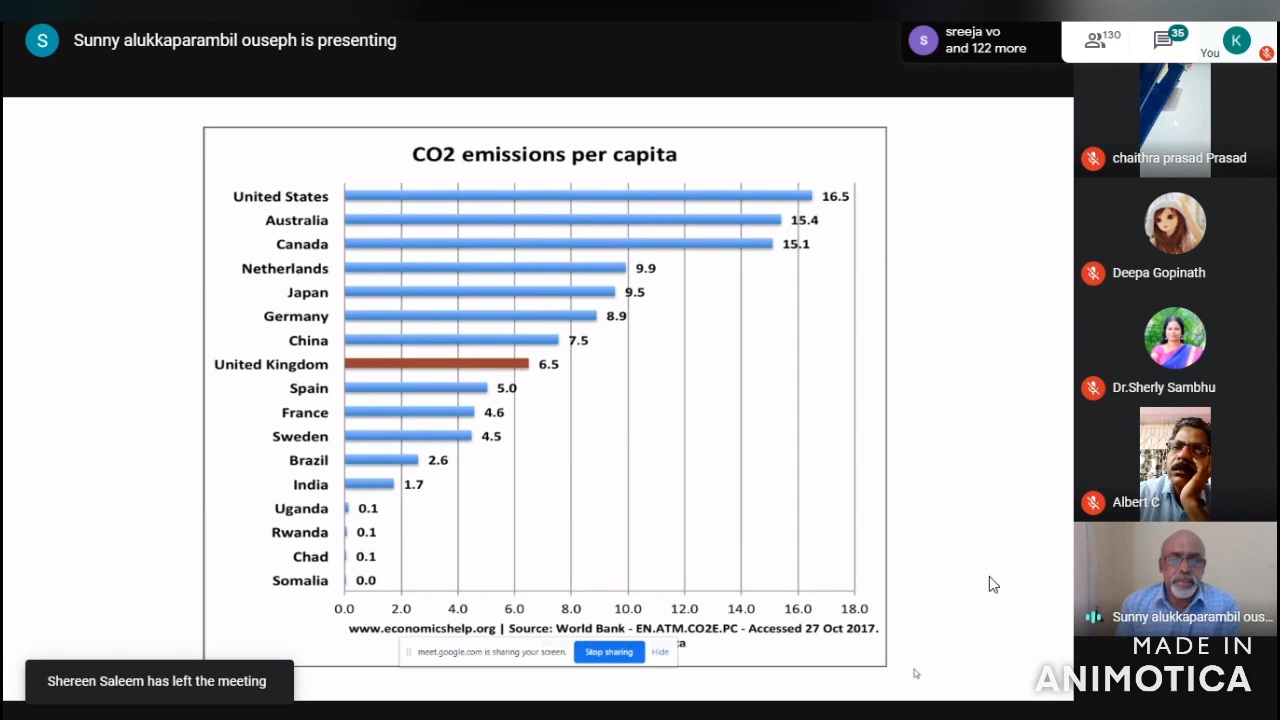 S
Sunny alukkaparambil ouseph is presenting
s
sreeja vo
and 122 more
130
35
You
K
CO2 emissions per capita
United States 16.5
Australia 15.4
Canada 15.1
Netherlands 9.9
Japan 9.5
Germany 8.9
China 7.5
United Kingdom 6.5
Spain 5.0
France 4.6
Sweden 4.5
Brazil 2.6
India 1.7
Uganda 0.1
Rwanda 0.1
Chad 0.1
Somalia 0.0
0.0 2.0 4.0 6.0 8.0 10.0 12.0 14.0 16.0 18.0
www.economicshelp.org | Source: World Bank - EN.ATM.CO2E.PC - Accessed 27 Oct 2017.
meet.google.com is sharing your screen. Stop sharing Hide
chaithra prasad Prasad
Deepa Gopinath
Dr.Sherly Sambhu
Albert C
Sunny alukkaparambil ous...
Shereen Saleem has left the meeting
MADE IN
ANIMOTICA